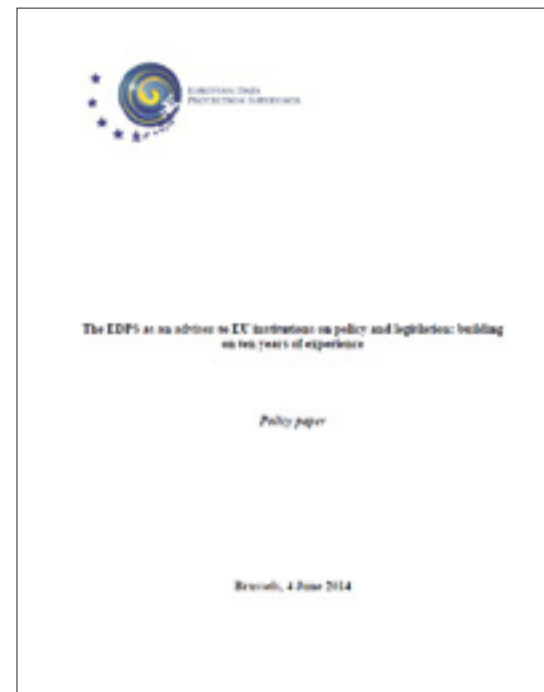 EUROPEAN DATA
PROTECTION SUPERVISOR
The EDPS as an advisor to EU institutions on policy and legislation: building
on ten years of experience
Policy paper
Brussels, 4 June 2014